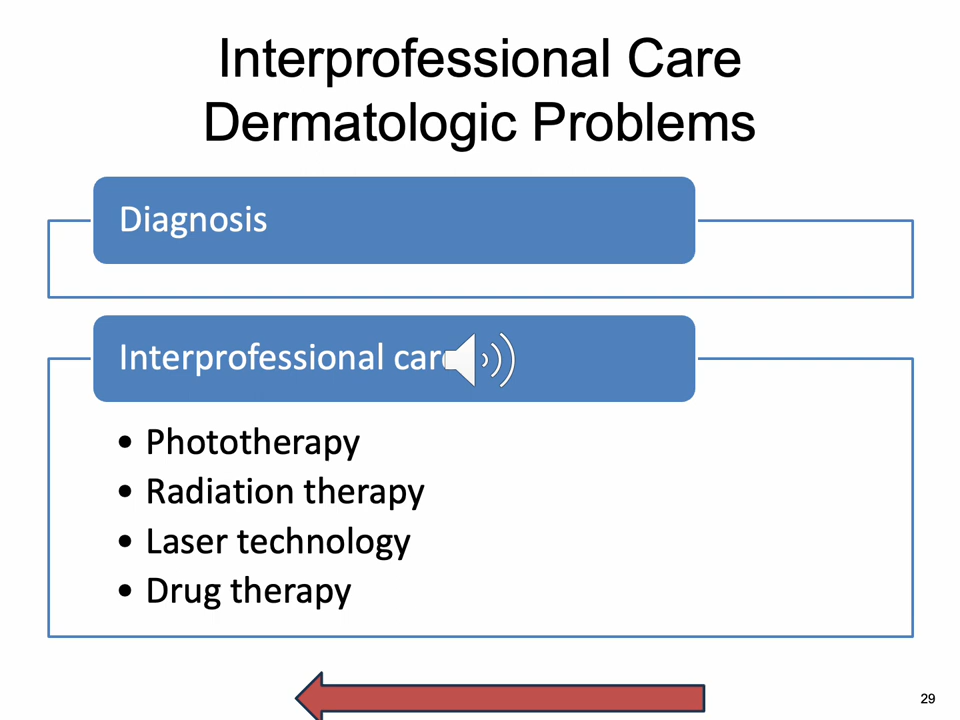 Interprofessional Care
Dermatologic Problems
Diagnosis
Interprofessional care
• Phototherapy
• Radiation therapy
• Laser technology
• Drug therapy
29